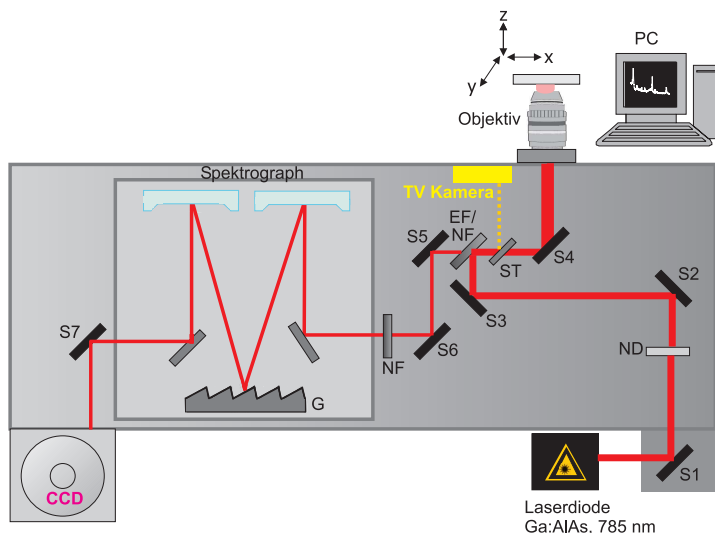 z
x
y
PC
Objektiv
Spektrograph
TV Kamera
EF/
NF
S5
ST
S4
S2
S3
S7
S6
NF
ND
G
S1
CCD
Laserdiode
Ga:AlAs, 785 nm